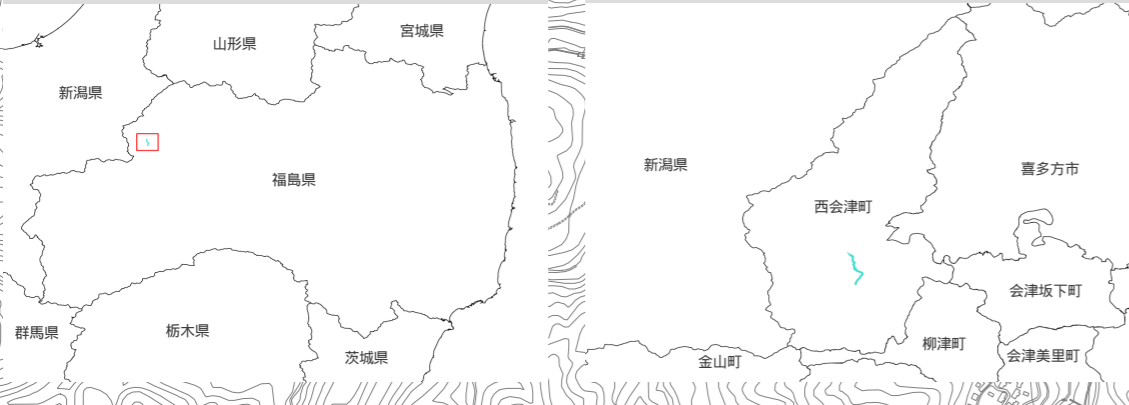 山形県
宮城県
新潟県
福島県
群馬県
栃木県
茨城県
新潟県
喜多方市
西会津町
会津坂下町
柳津町
会津美里町
金山町